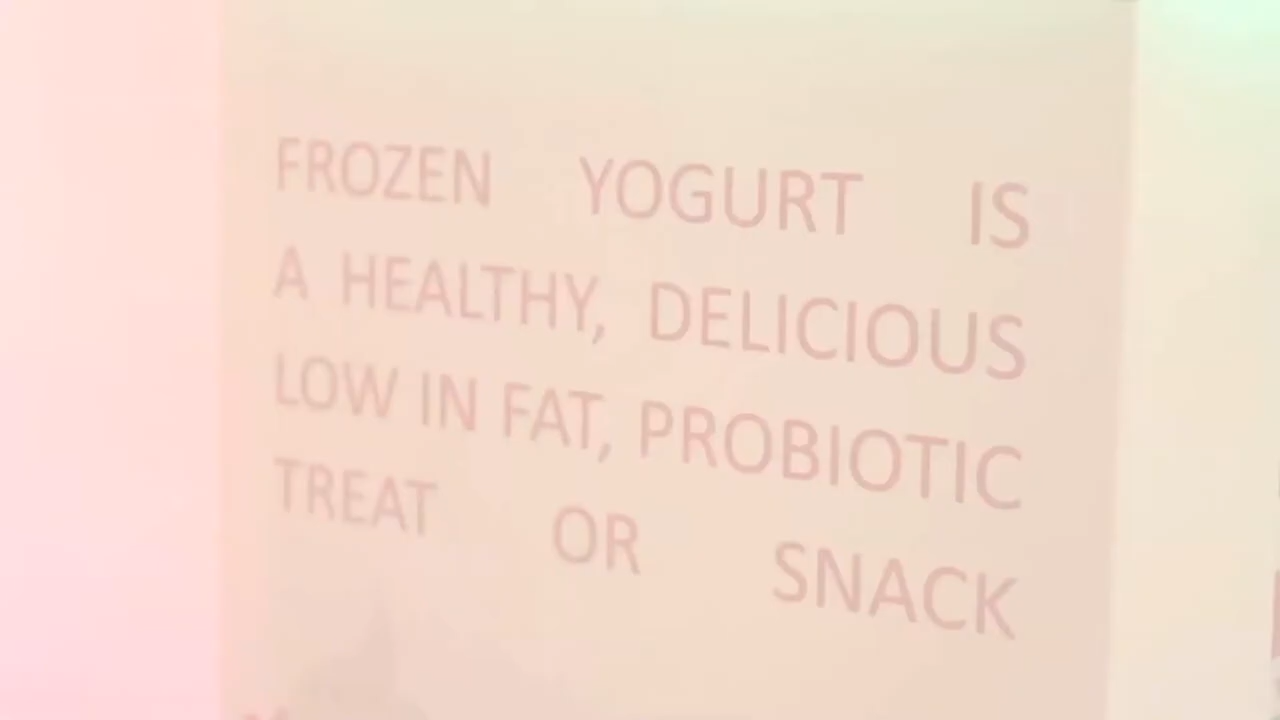 FROZEN YOGURT IS
A HEALTHY, DELICIOUS
LOW IN FAT, PROBIOTIC
TREAT OR SNACK